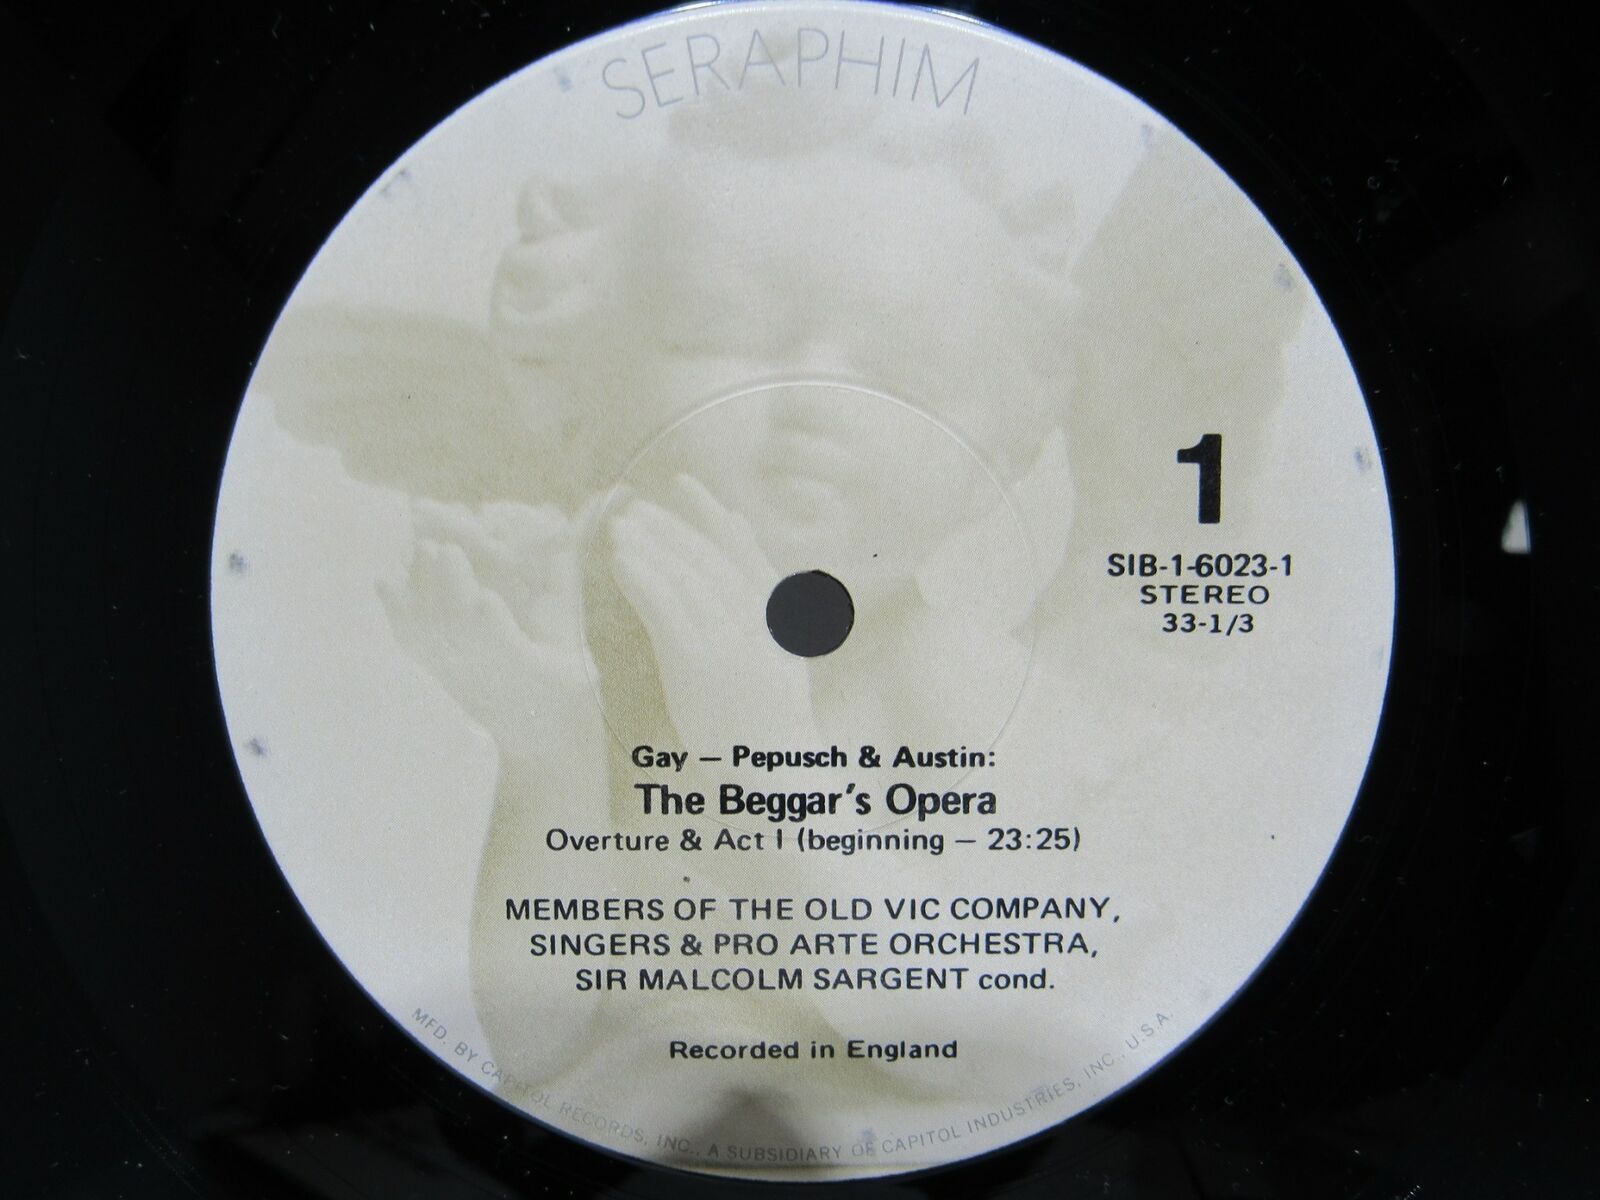 SERAPHIM
1
SIB-1-6023-1
STEREO
33-1/3
Gay — Pepusch & Austin:
The Beggar's Opera
Overture & Act I (beginning — 23:25)
MEMBERS OF THE OLD VIC COMPANY,
SINGERS & PRO ARTE ORCHESTRA,
SIR MALCOLM SARGENT cond.
Recorded in England
MFD. BY CAPITOL RECORDS, INC., A SUBSIDIARY OF CAPITOL INDUSTRIES, INC., U.S.A.